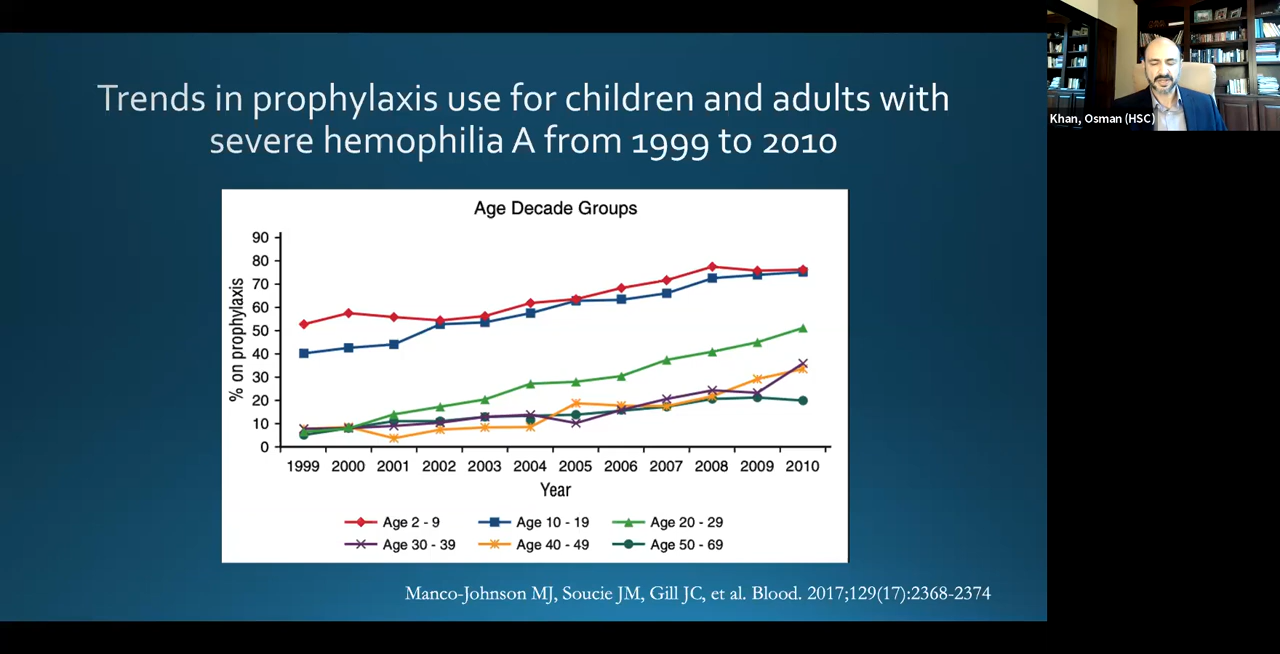 Trends in prophylaxis use for children and adults with
severe hemophilia A from 1999 to 2010
Khan, Osman (HSC)
Age Decade Groups
% on prophylaxis
90
80
70
60
50
40
30
20
10
0
1999 2000 2001 2002 2003 2004 2005 2006 2007 2008 2009 2010
Year
Age 2 - 9 Age 10 - 19 Age 20 - 29
Age 30 - 39 Age 40 - 49 Age 50 - 69
Manco-Johnson MJ, Soucie JM, Gill JC, et al. Blood. 2017;129(17):2368-2374